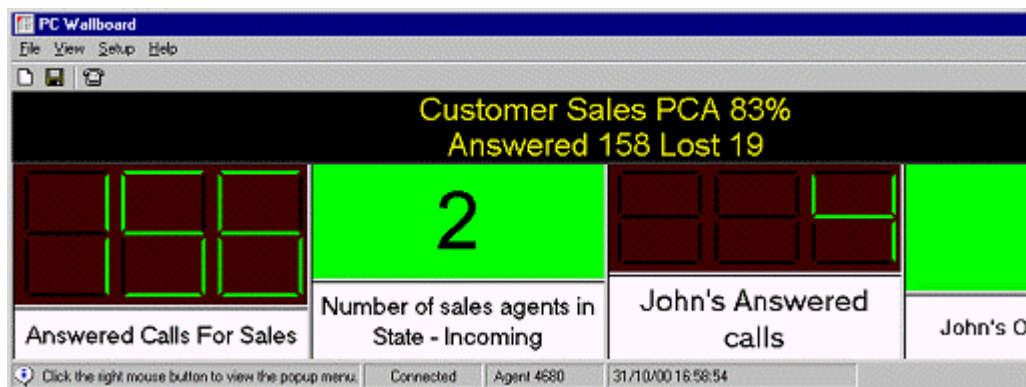 PC Wallboard
File View Setup Help
Customer Sales PCA 83%
Answered 158 Lost 19
2
4
Answered Calls For Sales
Number of sales agents in
State - Incoming
John's Answered
calls
John's O
Click the right mouse button to view the popup menu.
Connected
Agent 4680
31/10/00 16:58:54